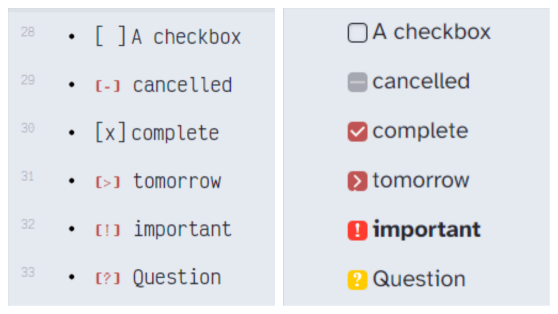 28 • [ ] A checkbox
29 • [-] cancelled
30 • [x] complete
31 • [>] tomorrow
32 • [!] important
33 • [?] Question
A checkbox
cancelled
complete
tomorrow
! important
? Question